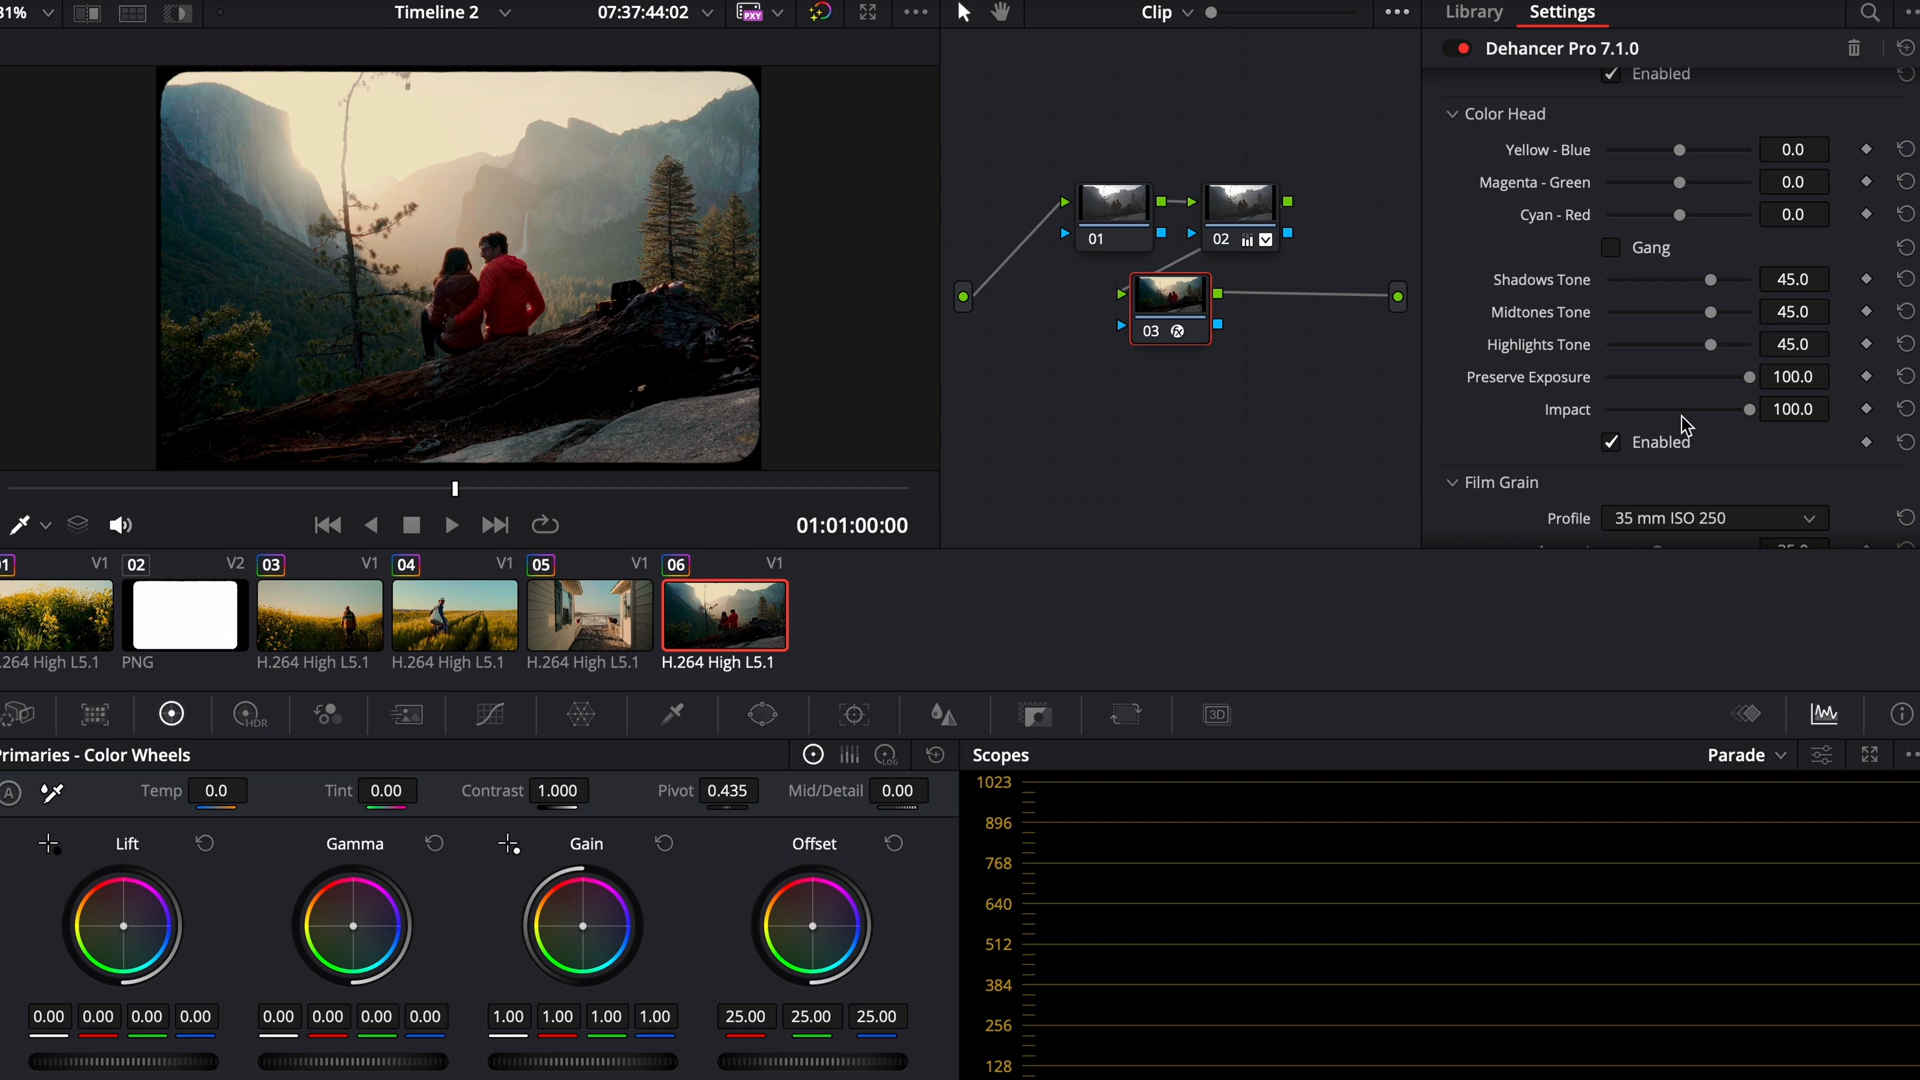 31%
Timeline 2
07:37:44:02
PXY
Clip
Library
Settings
Dehancer Pro 7.1.0
Enabled
Color Head
Yellow - Blue 0.0
Magenta - Green 0.0
Cyan - Red 0.0
Gang
Shadows Tone 45.0
Midtones Tone 45.0
Highlights Tone 45.0
Preserve Exposure 100.0
Impact 100.0
Enabled
Film Grain
Profile 35 mm ISO 250
01
02
03
01:01:00:00
01 V1
02 V2
03 V1
04 V1
05 V1
06 V1
.264 High L5.1
PNG
H.264 High L5.1
H.264 High L5.1
H.264 High L5.1
H.264 High L5.1
HDR
3D
Primaries - Color Wheels
LOG
Scopes
Parade
A
Temp 0.0
Tint 0.00
Contrast 1.000
Pivot 0.435
Mid/Detail 0.00
Lift
Gamma
Gain
Offset
0.00 0.00 0.00 0.00
0.00 0.00 0.00 0.00
1.00 1.00 1.00 1.00
25.00 25.00 25.00
1023
896
768
640
512
384
256
128